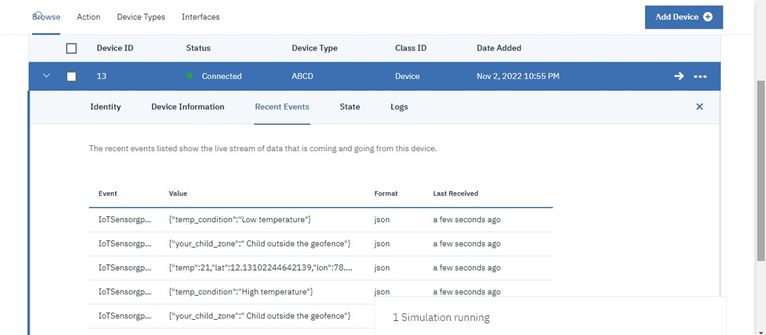 Browse Action Device Types Interfaces Add Device
Device ID Status Device Type Class ID Date Added
13 Connected ABCD Device Nov 2, 2022 10:55 PM
Identity Device Information Recent Events State Logs
The recent events listed show the live stream of data that is coming and going from this device.
Event Value Format Last Received
IoTSensorgp... {"temp_condition":"Low temperature"} json a few seconds ago
IoTSensorgp... {"your_child_zone":" Child outside the geofence"} json a few seconds ago
IoTSensorgp... {"temp":21,"lat":12.13102244642139,"lon":78.... json a few seconds ago
IoTSensorgp... {"temp_condition":"High temperature"} json a few seconds ago
IoTSensorgp... {"your_child_zone":" Child outside the geofence"}
1 Simulation running